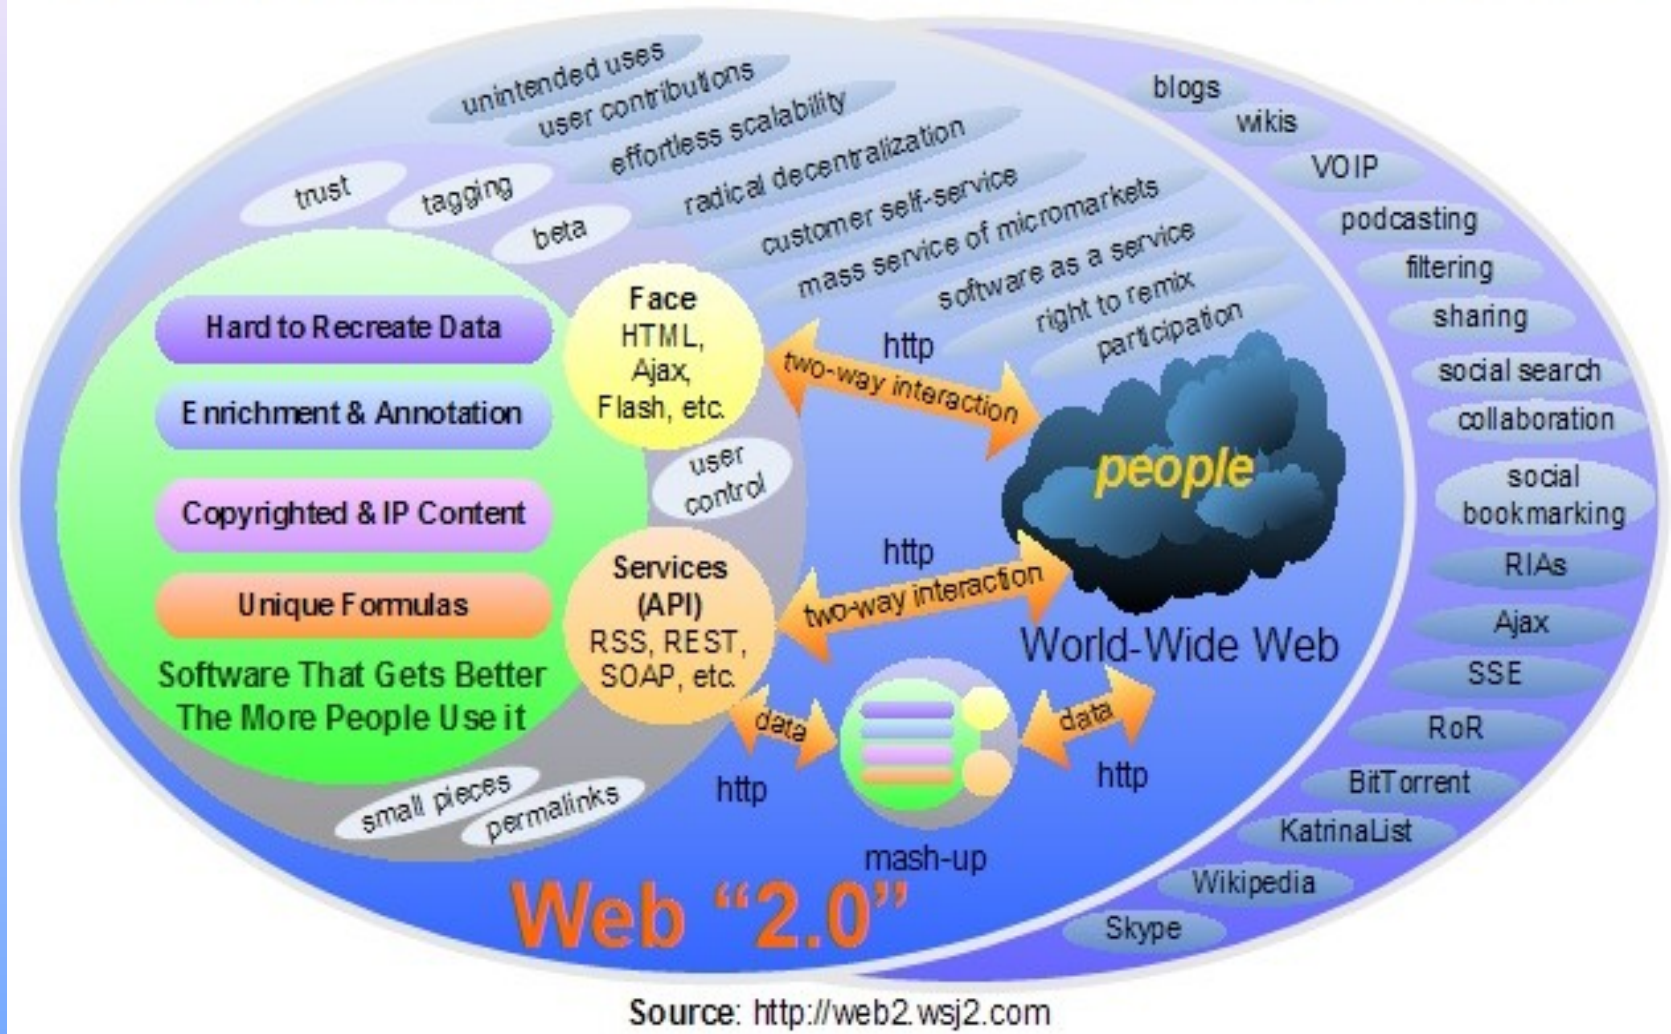 unintended uses
user contributions
effortless scalability
radical decentralization
customer self-service
mass service of micromarkets
software as a service
right to remix
participation
trust
tagging
beta
Hard to Recreate Data
Enrichment & Annotation
Copyrighted & IP Content
Unique Formulas
Software That Gets Better
The More People Use it
Face
HTML,
Ajax,
Flash, etc.
user
control
Services
(API)
RSS, REST,
SOAP, etc.
small pieces
permalinks
http
two-way interaction
http
two-way interaction
people
World-Wide Web
data
http
data
http
mash-up
Web “2.0”
blogs
wikis
VOIP
podcasting
filtering
sharing
social search
collaboration
social
bookmarking
RIAs
Ajax
SSE
RoR
BitTorrent
KatrinaList
Wikipedia
Skype
Source: http://web2.wsj2.com